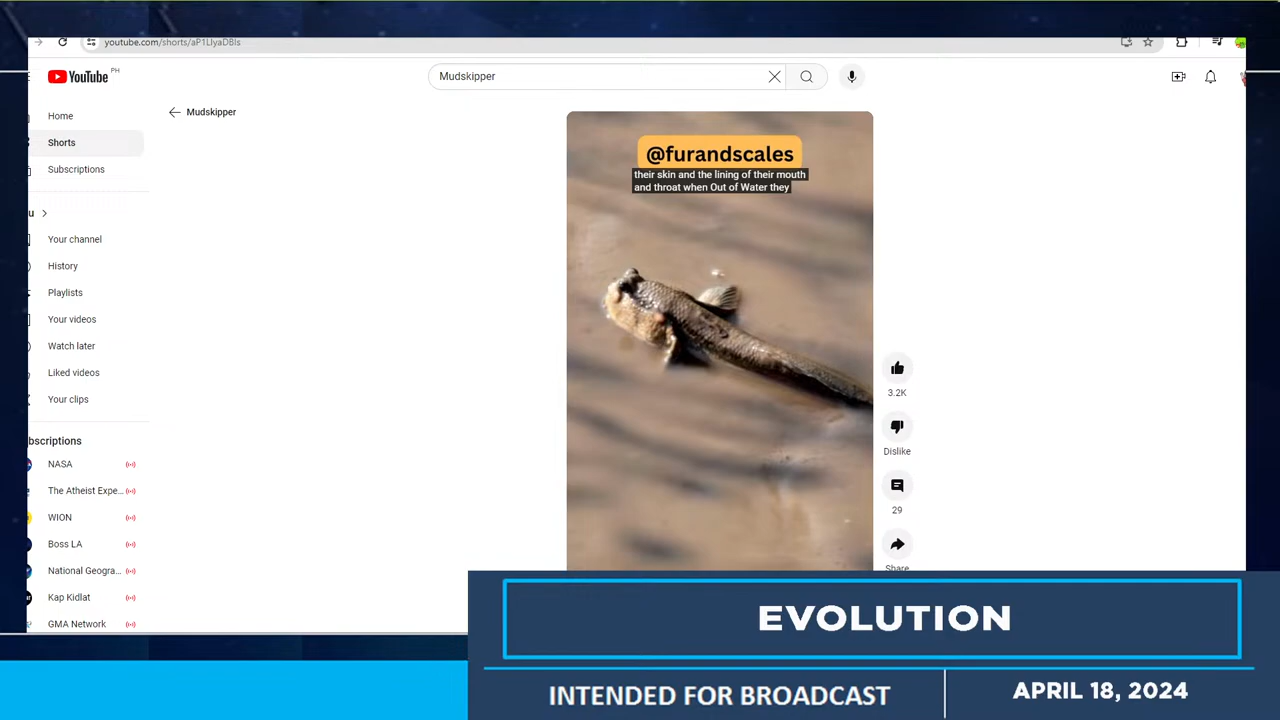 youtube.com/shorts/aP1LlyaDBls
YouTube PH
Mudskipper
Home
Shorts
Subscriptions
u
Your channel
History
Playlists
Your videos
Watch later
Liked videos
Your clips
bscriptions
NASA
The Atheist Expe...
WION
Boss LA
National Geogra...
Kap Kidlat
GMA Network
Mudskipper
@furandscales
their skin and the lining of their mouth
and throat when Out of Water they
3.2K
Dislike
29
Share
EVOLUTION
INTENDED FOR BROADCAST
APRIL 18, 2024